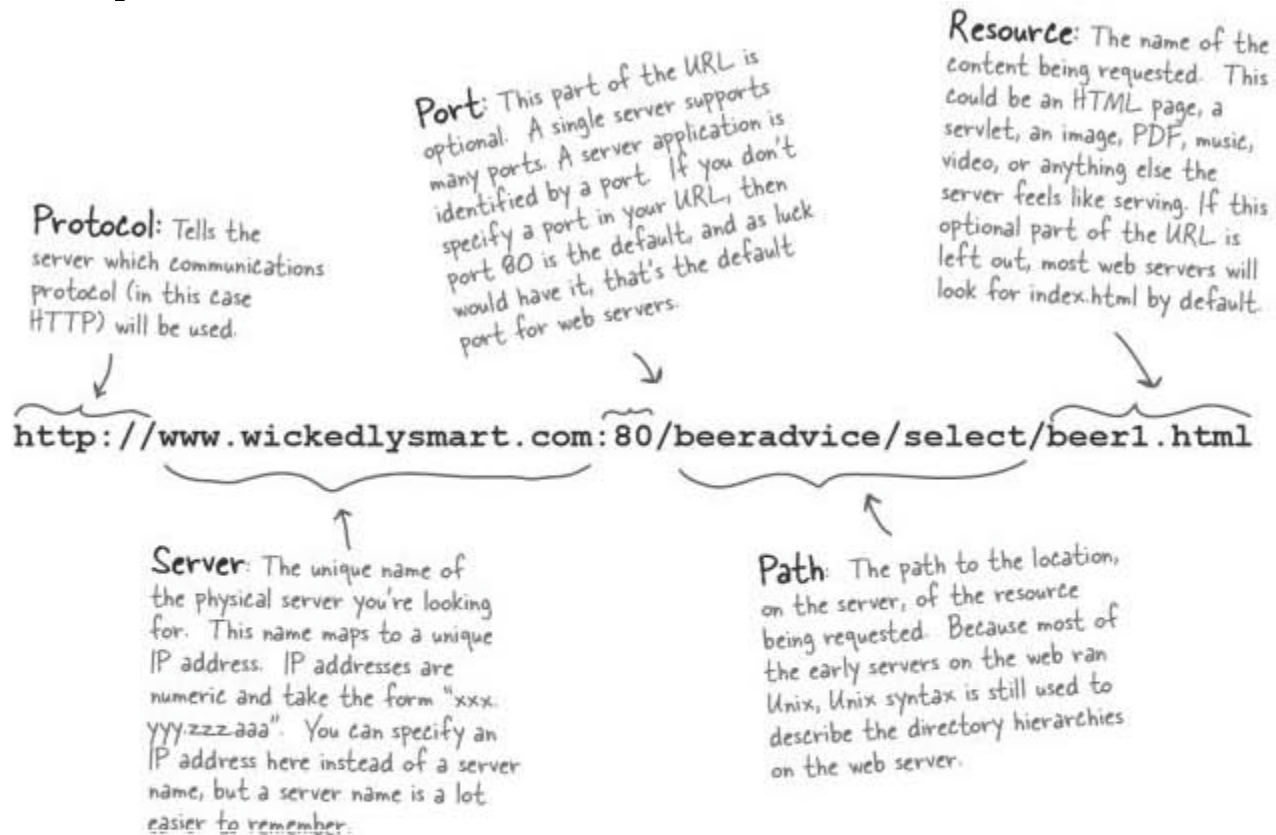 Resource: The name of the
content being requested. This
could be an HTML page, a
servlet, an image, PDF, music,
video, or anything else the
server feels like serving. If this
optional part of the URL is
left out, most web servers will
look for index.html by default.
Port: This part of the URL is
optional. A single server supports
many ports. A server application is
identified by a port. If you don't
specify a port in your URL, then
port 80 is the default, and as luck
would have it, that's the default
port for web servers.
Protocol: Tells the
server which communications
protocol (in this case
HTTP) will be used.
http://www.wickedlysmart.com:80/beeradvice/select/beer1.html
Server: The unique name of
the physical server you're looking
for. This name maps to a unique
IP address. IP addresses are
numeric and take the form "xxx.
yyy.zzz.aaa". You can specify an
IP address here instead of a server
name, but a server name is a lot
easier to remember.
Path: The path to the location,
on the server, of the resource
being requested. Because most of
the early servers on the web ran
Unix, Unix syntax is still used to
describe the directory hierarchies
on the web server.